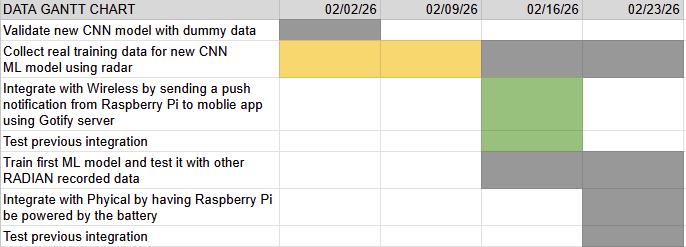 DATA GANTT CHART 02/02/26 02/09/26 02/16/26 02/23/26
Validate new CNN model with dummy data
Collect real training data for new CNN
ML model using radar
Integrate with Wireless by sending a push
notification from Raspberry Pi to moblie app
using Gotify server
Test previous integration
Train first ML model and test it with other
RADIAN recorded data
Integrate with Phyical by having Raspberry Pi
be powered by the battery
Test previous integration